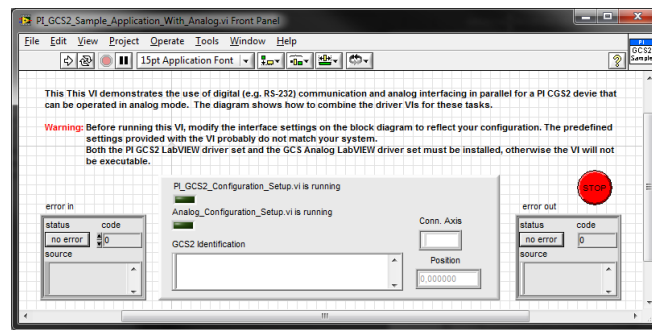 PI_GCS2_Sample_Application_With_Analog.vi Front Panel
File Edit View Project Operate Tools Window Help
15pt Application Font
PI
GCS2
Sample
This This VI demonstrates the use of digital (e.g. RS-232) communication and analog interfacing in parallel for a PI CGS2 devie that
can be operated in analog mode. The diagram shows how to combine the driver VIs for these tasks.
Warning: Before running this VI, modify the interface settings on the block diagram to reflect your configuration. The predefined
settings provided with the VI probably do not match your system.
Both the PI GCS2 LabVIEW driver set and the GCS Analog LabVIEW driver set must be installed, otherwise the VI will not
be executable.
PI_GCS2_Configuration_Setup.vi is running
STOP
error in
Analog_Configuration_Setup.vi is running
error out
status code
Conn. Axis
status code
no error 0
no error 0
source
GCS2 Identification
Position
source
0,000000